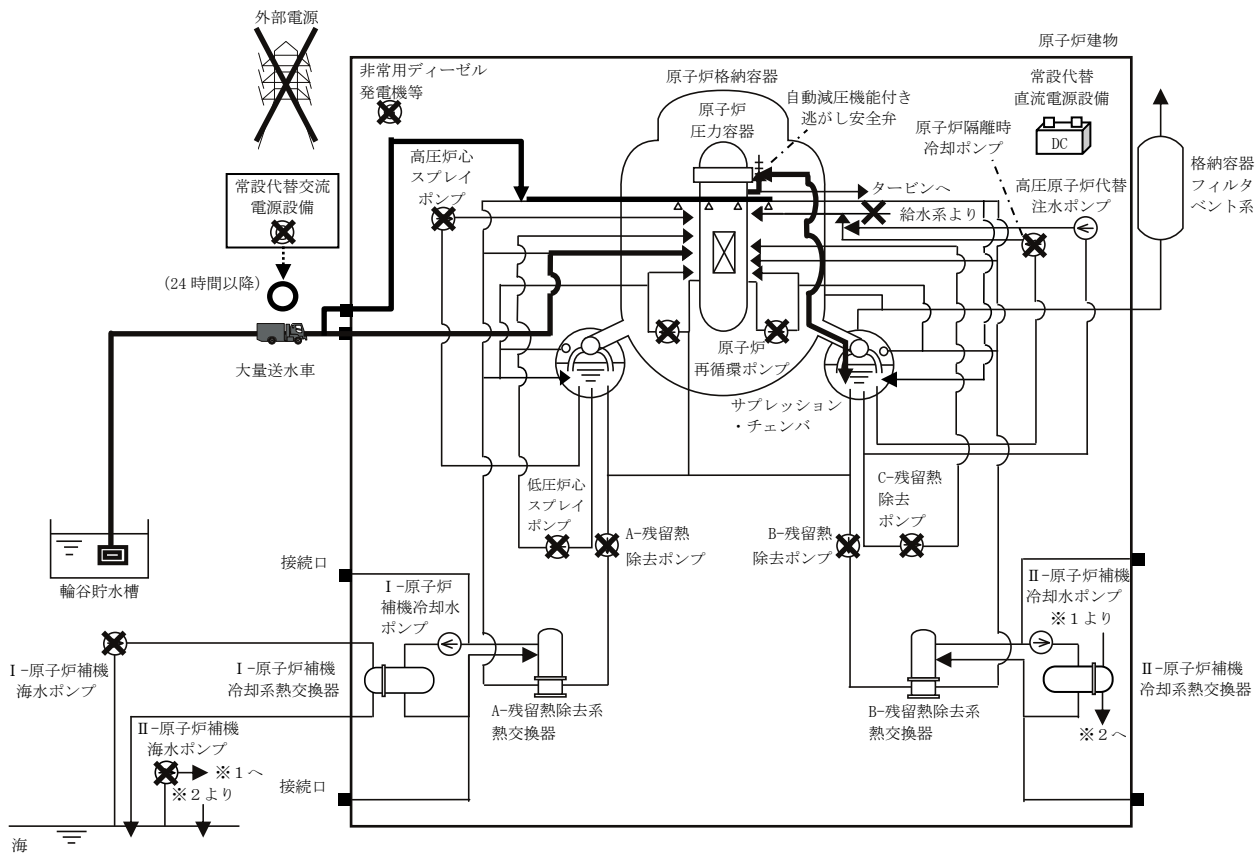 外部電源
原子炉建物
非常用ディーゼル
発電機等
原子炉格納容器
原子炉
圧力容器
自動減圧機能付き
逃がし安全弁
常設代替
直流電源設備
DC
原子炉隔離時
冷却ポンプ
高圧炉心
スプレイ
ポンプ
常設代替交流
電源設備
タービンへ
給水系より
高圧原子炉代替
注水ポンプ
格納容器
フィルタ
ベント系
(24時間以降)
大量送水車
原子炉
再循環ポンプ
サプレッション
・チェンバ
低圧炉心
スプレイ
ポンプ
A-残留熱
除去ポンプ
B-残留熱
除去ポンプ
C-残留熱
除去
ポンプ
輪谷貯水槽
接続口
Ⅰ-原子炉
補機冷却水
ポンプ
Ⅱ-原子炉補機
冷却水ポンプ
※1より
Ⅰ-原子炉補機
海水ポンプ
Ⅰ-原子炉補機
冷却系熱交換器
A-残留熱除去系
熱交換器
B-残留熱除去系
熱交換器
Ⅱ-原子炉補機
冷却系熱交換器
※2へ
Ⅱ-原子炉補機
海水ポンプ
※1へ
※2より
接続口
海